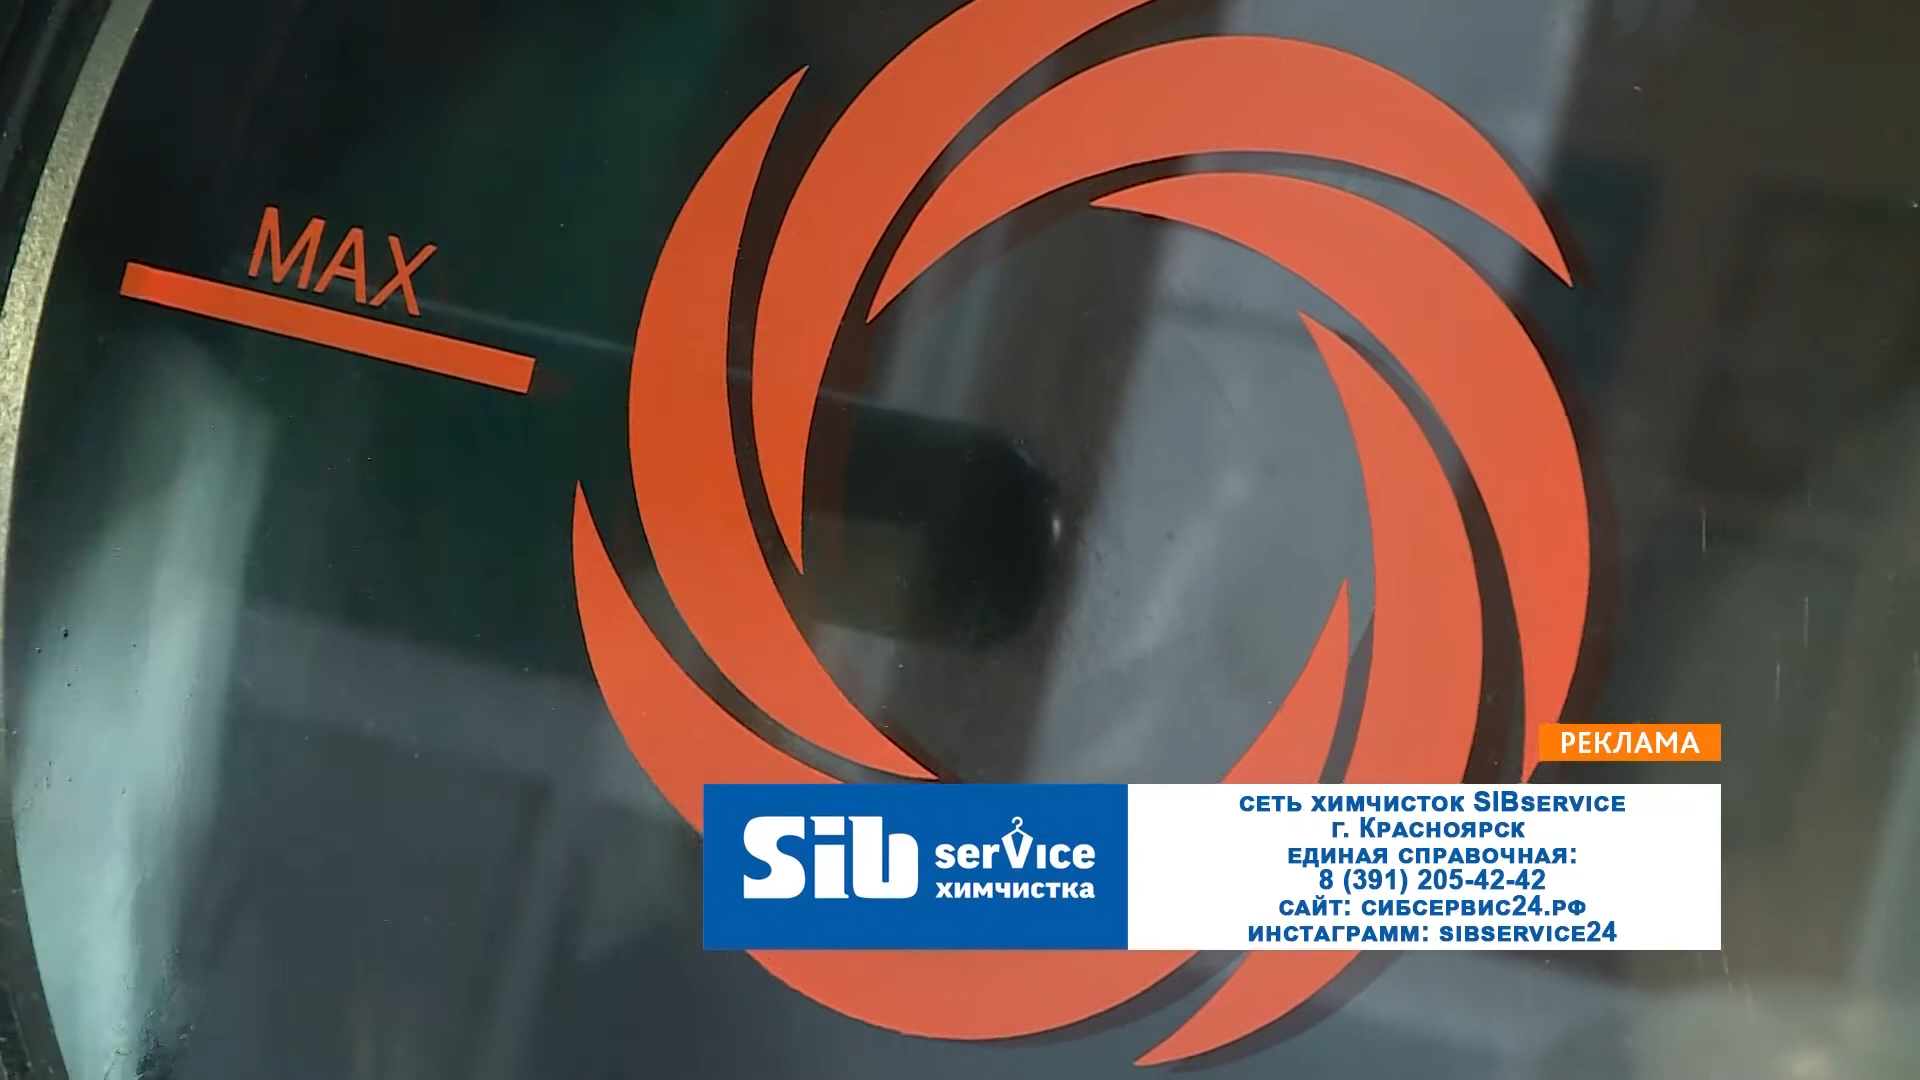 MAX
РЕКЛАМА
Sib service
химчистка
сеть химчисток SIBservice
г. Красноярск
единая справочная:
8 (391) 205-42-42
сайт: сибсервис24.рф
инстаграмм: sibservice24